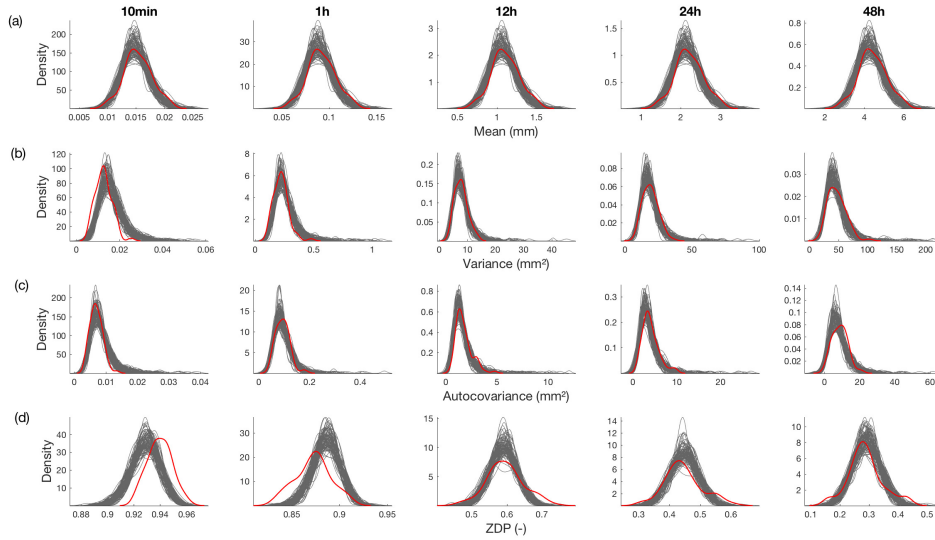 10min 1h 12h 24h 48h
(a)
Density
200 150 100 50
30 20 10
4 3 2 1
1.5 1 0.5
0.8 0.6 0.4 0.2
0.005 0.01 0.015 0.02 0.025
0.05 0.1 0.15
0.5 1 1.5
1 2 3
2 4 6
Mean (mm)
(b)
Density
120 100 80 60 40 20
8 6 4 2
0.2 0.15 0.1 0.05
0.08 0.06 0.04 0.02
0.03 0.02 0.01
0 0.02 0.04 0.06
0 0.5 1
0 10 20 30 40
0 50 100
0 50 100 150 200
Variance (mm²)
(c)
Density
200 150 100 50
20 15 10 5
0.8 0.6 0.4 0.2
0.3 0.2 0.1
0.14 0.12 0.10 0.08 0.06 0.04 0.02
0 0.01 0.02 0.03 0.04
0 0.2 0.4
0 5 10
0 10 20
0 20 40 60
Autocovariance (mm²)
(d)
Density
40 30 20 10
30 20 10
15 10 5
14 12 10 8 6 4 2
10 8 6 4 2
0.88 0.9 0.92 0.94 0.96
0.85 0.9 0.95
0.5 0.6 0.7
0.3 0.4 0.5 0.6
0.1 0.2 0.3 0.4 0.5
ZDP (-)